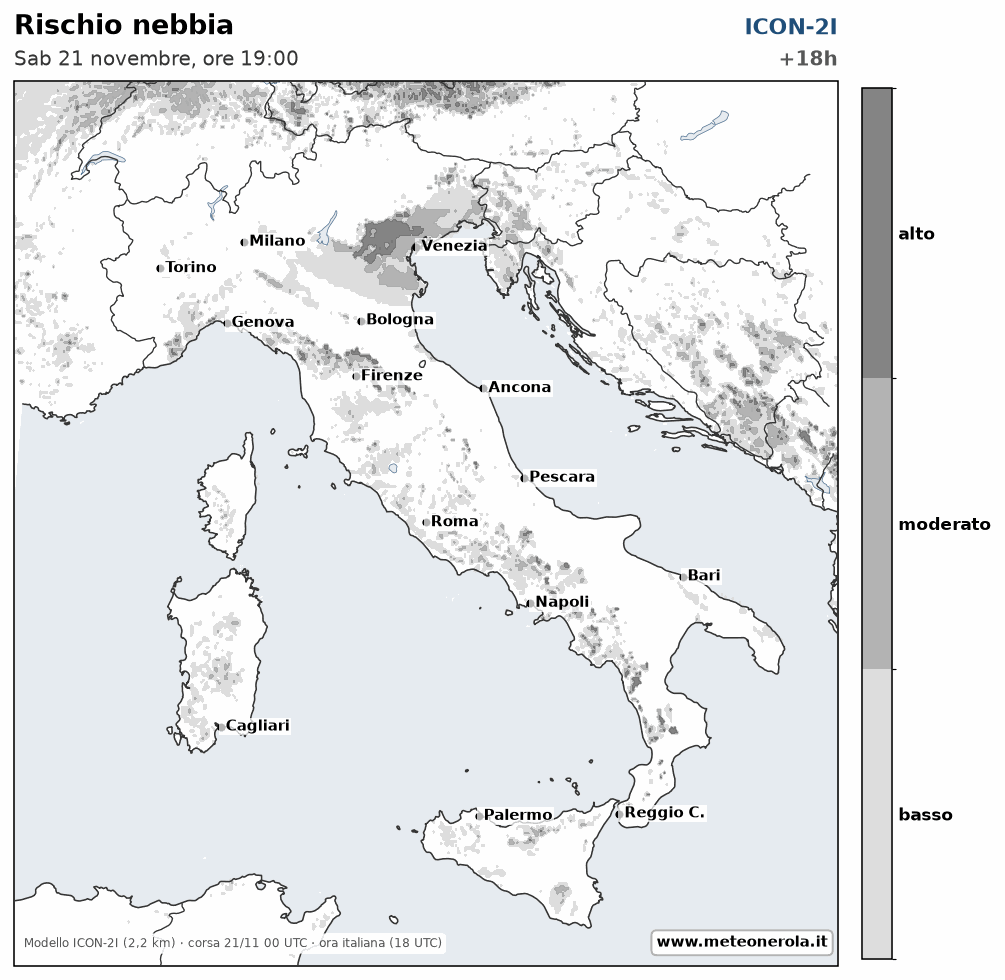 Rischio nebbia
ICON-2I
Sab 21 novembre, ore 19:00
+18h
alto
Milano
Venezia
Torino
Genova
Bologna
Firenze
Ancona
Pescara
Roma
moderato
Bari
Napoli
Cagliari
Palermo
Reggio C.
basso
Modello ICON-2I (2,2 km) · corsa 21/11 00 UTC · ora italiana (18 UTC)
www.meteonerola.it